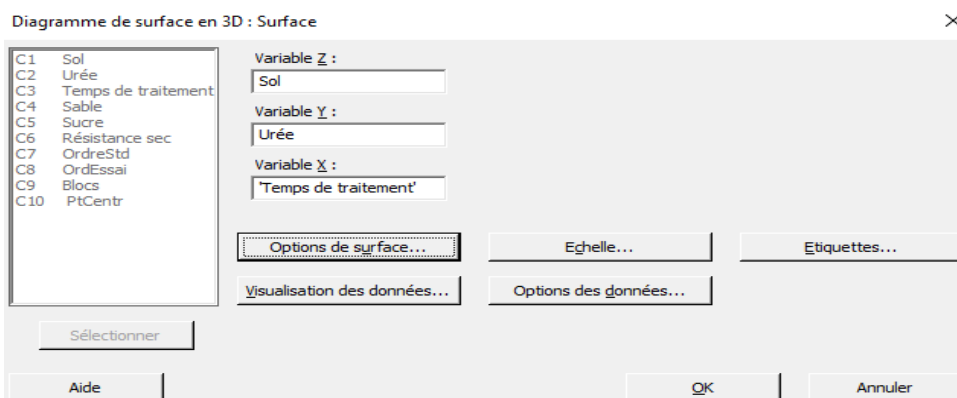 Diagramme de surface en 3D : Surface
C1 Sol
C2 Urée
C3 Temps de traitement
C4 Sable
C5 Sucre
C6 Résistance sec
C7 OrdreStd
C8 OrdEssai
C9 Blocs
C10 PtCentr
Variable Z :
Sol
Variable Y :
Urée
Variable X :
'Temps de traitement'
Options de surface... Echelle... Etiquettes...
Visualisation des données... Options des données...
Sélectionner
Aide OK Annuler